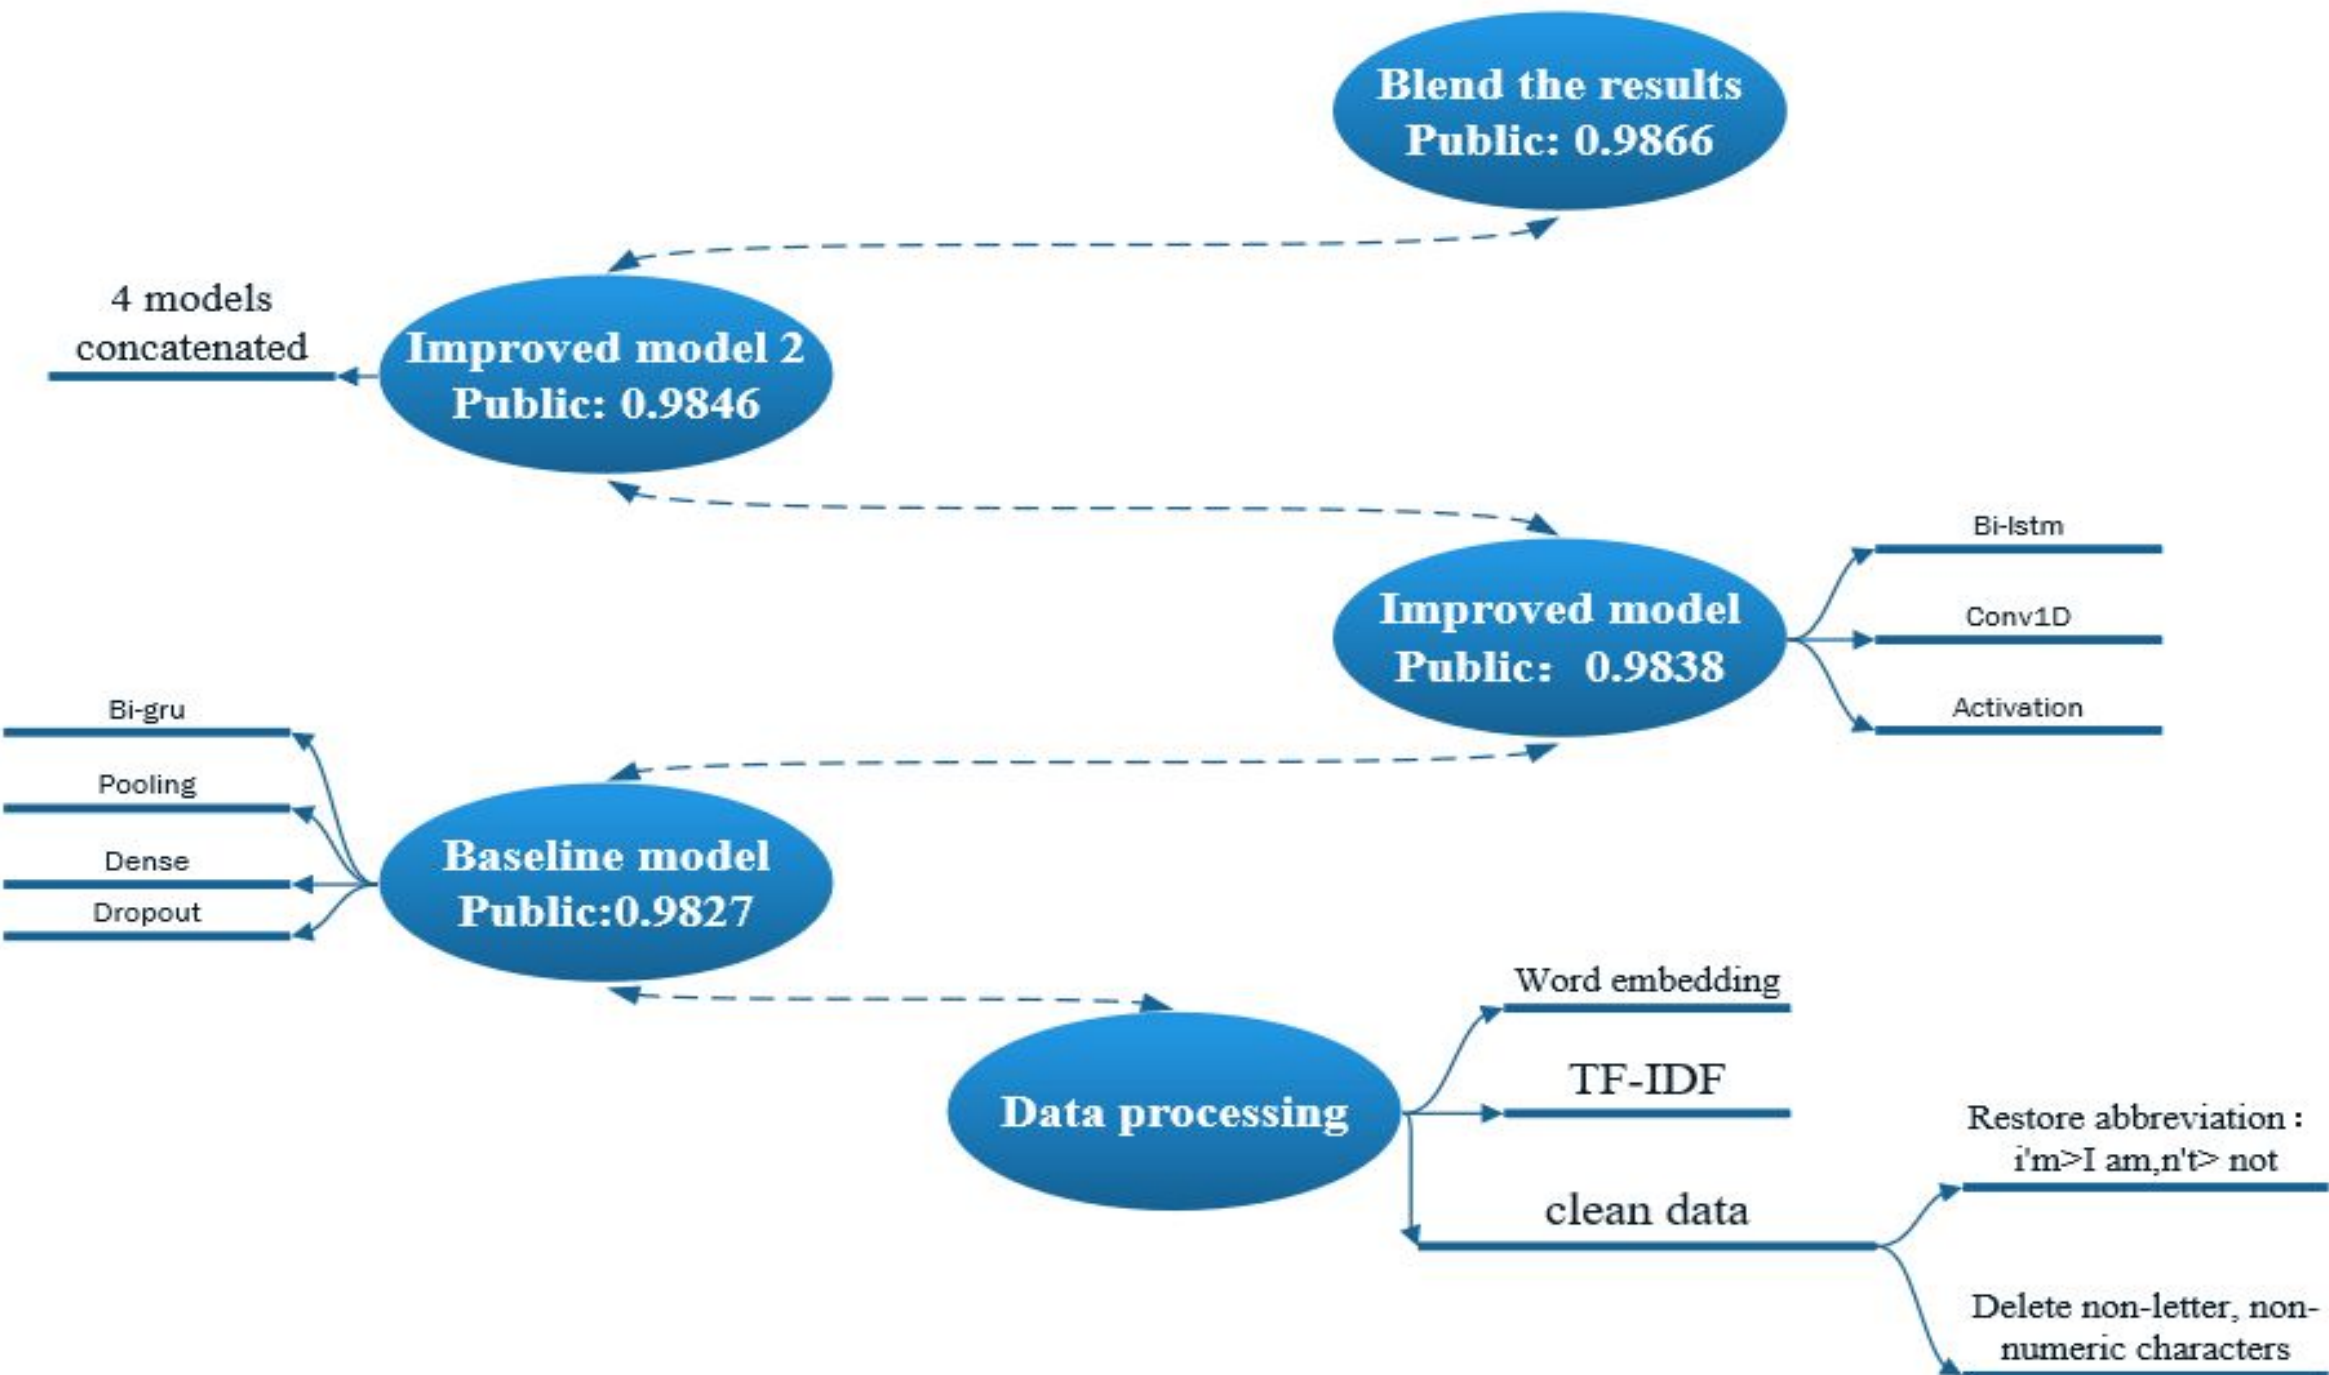 Blend the results
Public: 0.9866
4 models
concatenated
Improved model 2
Public: 0.9846
Bi-lstm
Conv1D
Activation
Improved model
Public： 0.9838
Bi-gru
Pooling
Dense
Dropout
Baseline model
Public:0.9827
Word embedding
TF-IDF
clean data
Data processing
Restore abbreviation：
i'm>I am,n't> not
Delete non-letter, non-
numeric characters